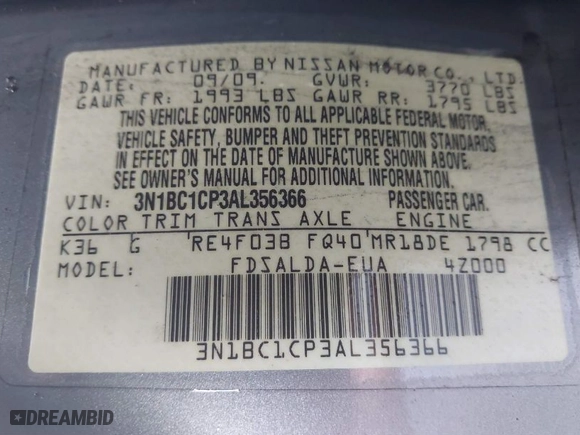 MANUFACTURED BY NISSAN MOTOR CO., LTD.
DATE: 09/09. GVWR: 3770 LBS
GAWR FR: 1993 LBS GAWR RR: 1795 LBS
THIS VEHICLE CONFORMS TO ALL APPLICABLE FEDERAL MOTOR
VEHICLE SAFETY, BUMPER AND THEFT PREVENTION STANDARDS
IN EFFECT ON THE DATE OF MANUFACTURE SHOWN ABOVE.
SEE OWNER'S MANUAL FOR ADDITIONAL INFORMATION.
VIN: 3N1BC1CP3AL356366 PASSENGER CAR.
COLOR TRIM TRANS AXLE ENGINE
K36 G RE4F03B FQ40 MR18DE 1798 CC
MODEL: FDSALDA-EUA 4Z000
3N1BC1CP3AL356366
DREAMBID